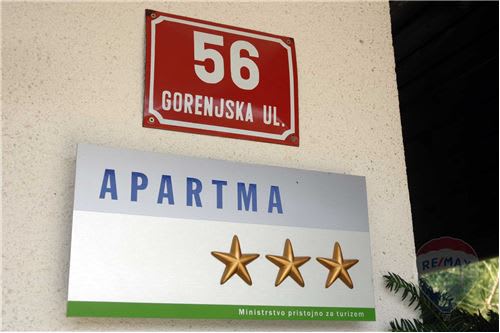 56
GORENJSKA UL.
APARTMA
Ministrstvo pristojno za turizem
RE/MAX